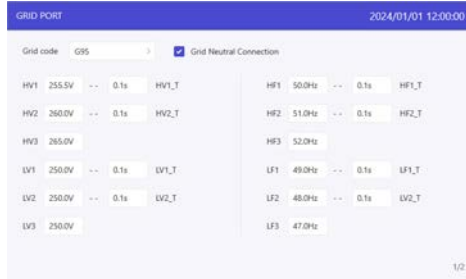 GRID PORT 2024/01/01 12:00:00
Grid code G95 > Grid Neutral Connection
HV1 255.5V -- 0.1s HV1_T HF1 50.0Hz -- 0.1s HF1_T
HV2 260.0V -- 0.1s HV2_T HF2 51.0Hz -- 0.1s HF2_T
HV3 265.0V HF3 52.0Hz
LV1 250.0V -- 0.1s LV1_T LF1 49.0Hz -- 0.1s LF1_T
LV2 250.0V -- 0.1s LV2_T LF2 48.0Hz -- 0.1s LV2_T
LV3 250.0V LF3 47.0Hz
1/2